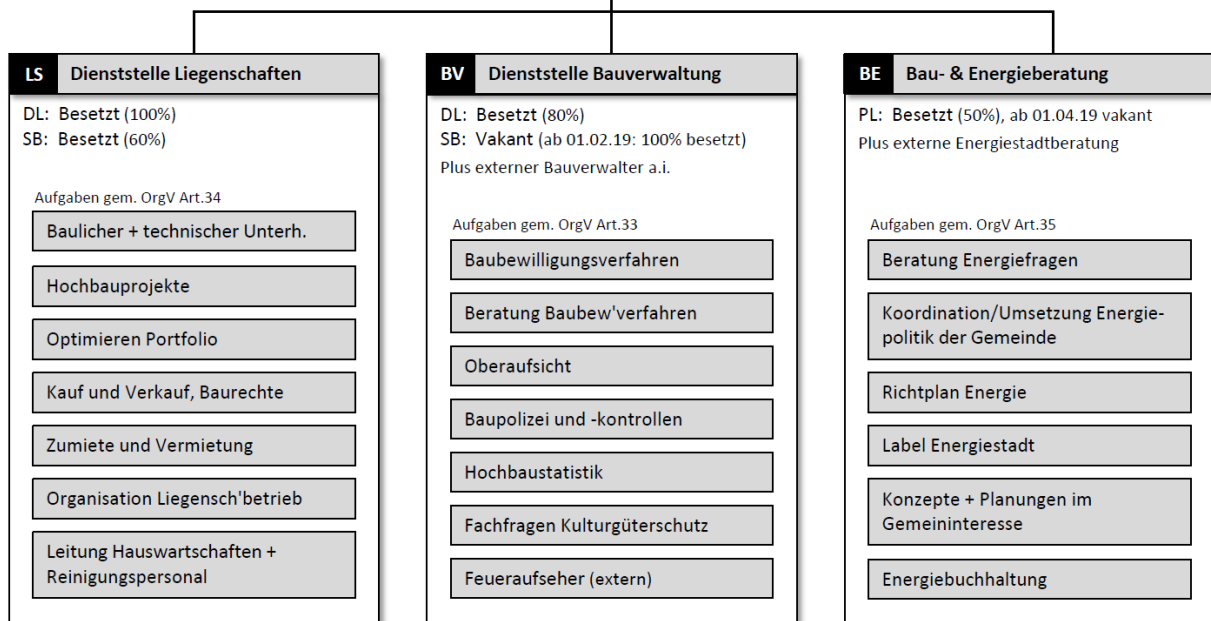 LS Dienststelle Liegenschaften
DL: Besetzt (100%)
SB: Besetzt (60%)
Aufgaben gem. OrgV Art.34
Baulicher + technischer Unterh.
Hochbauprojekte
Optimieren Portfolio
Kauf und Verkauf, Baurechte
Zumiete und Vermietung
Organisation Liegensch'betrieb
Leitung Hauswartschaften +
Reinigungspersonal
BV Dienststelle Bauverwaltung
DL: Besetzt (80%)
SB: Vakant (ab 01.02.19: 100% besetzt)
Plus externer Bauverwalter a.i.
Aufgaben gem. OrgV Art.33
Baubewilligungsverfahren
Beratung Baubew'verfahren
Oberaufsicht
Baupolizei und -kontrollen
Hochbaustatistik
Fachfragen Kulturgüterschutz
Feueraufseher (extern)
BE Bau- & Energieberatung
PL: Besetzt (50%), ab 01.04.19 vakant
Plus externe Energiestadtberatung
Aufgaben gem. OrgV Art.35
Beratung Energiefragen
Koordination/Umsetzung Energie-
politik der Gemeinde
Richtplan Energie
Label Energiestadt
Konzepte + Planungen im
Gemeininteresse
Energiebuchhaltung